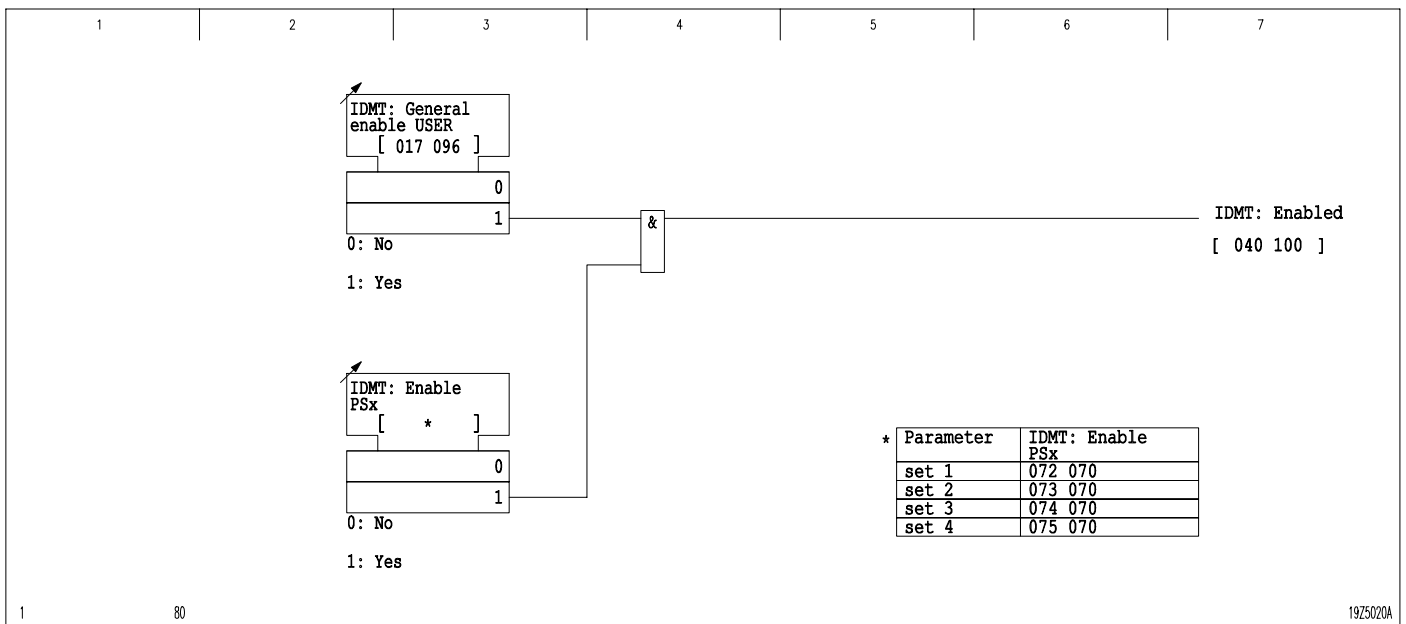 1 2 3 4 5 6 7
IDMT: General
enable USER
[ 017 096 ]
0
1
0: No
1: Yes
&
IDMT: Enabled
[ 040 100 ]
IDMT: Enable
PSx
[ * ]
0
1
0: No
1: Yes
* Parameter IDMT: Enable
PSx
set 1 072 070
set 2 073 070
set 3 074 070
set 4 075 070
1 80 19Z5020A